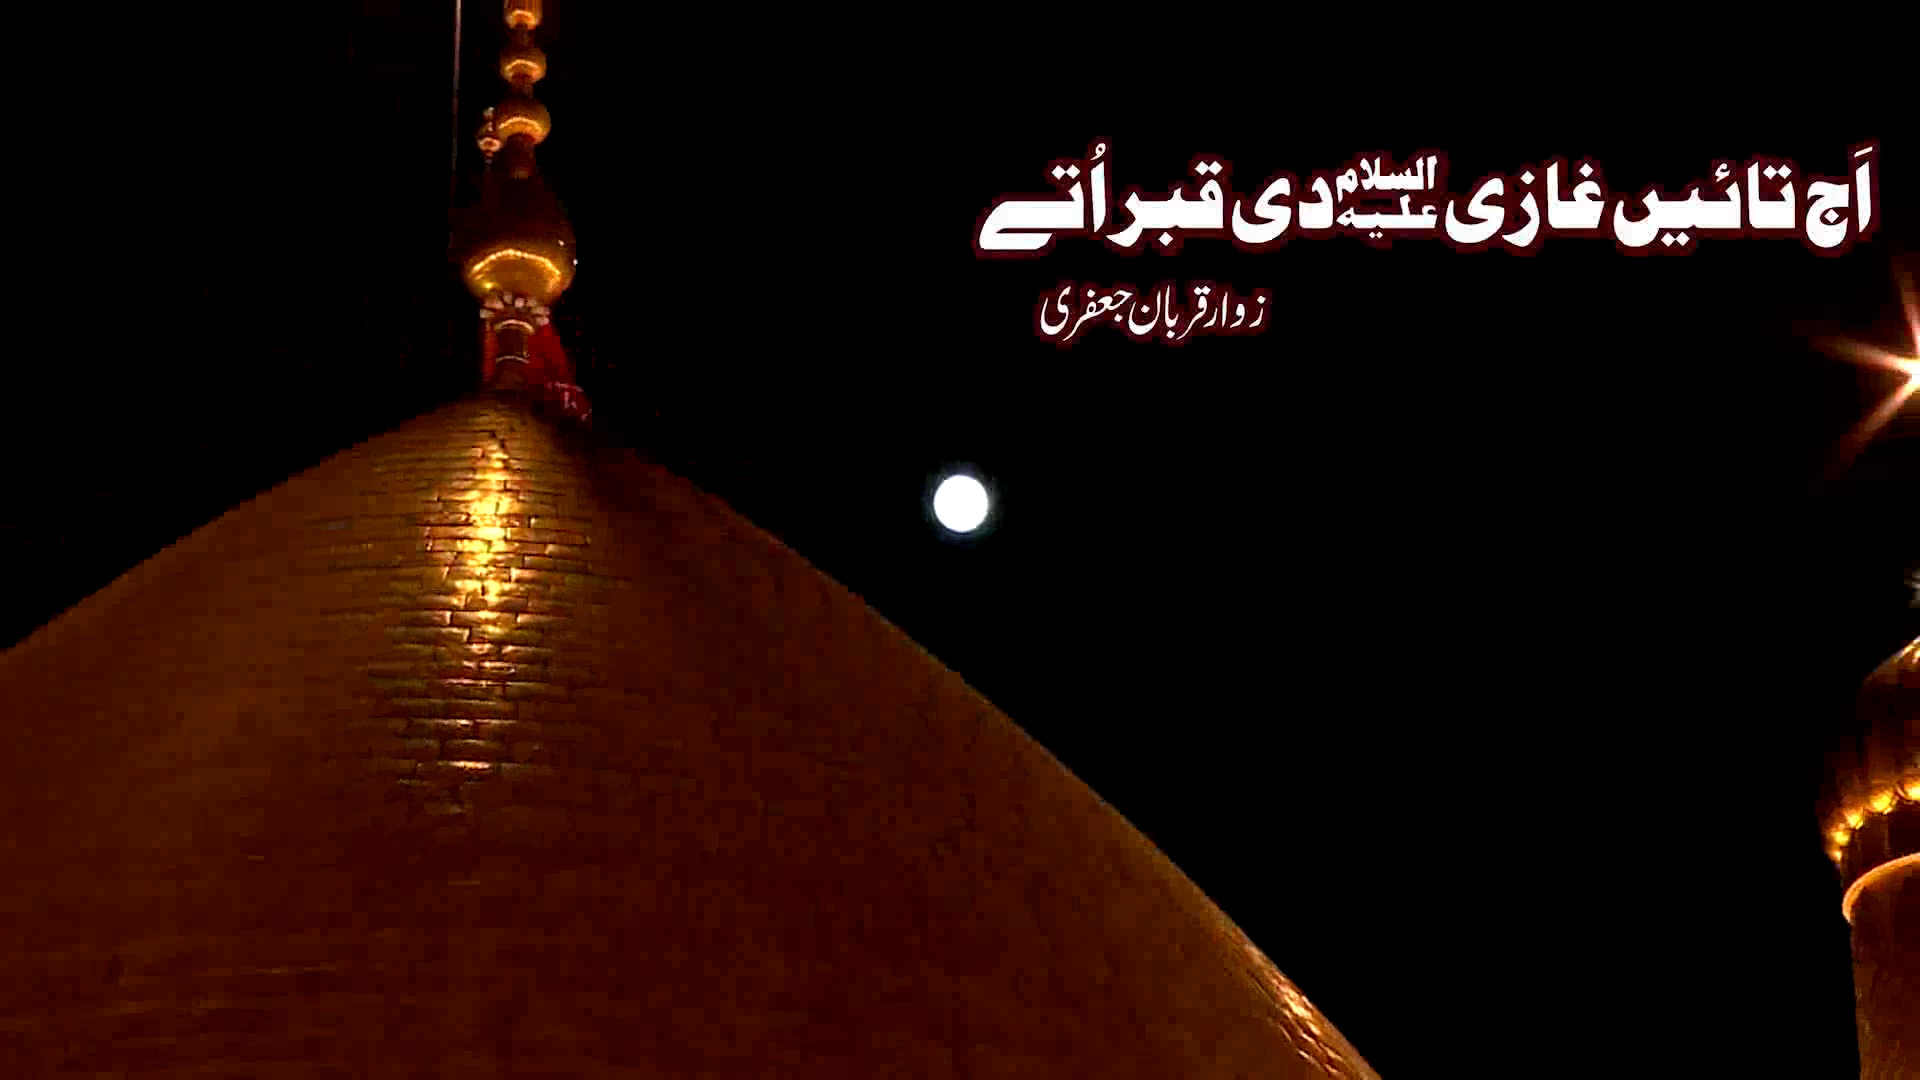 اَج تائیں غازی علیہ السلام دی قبر اُتے
زوار قربان جعفری